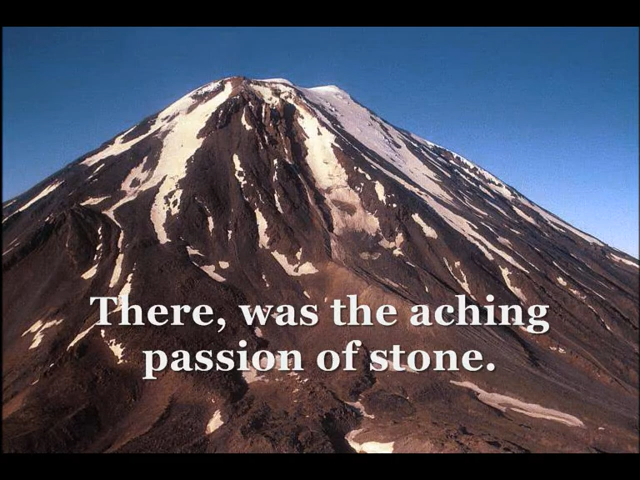 There, was the aching
passion of stone.